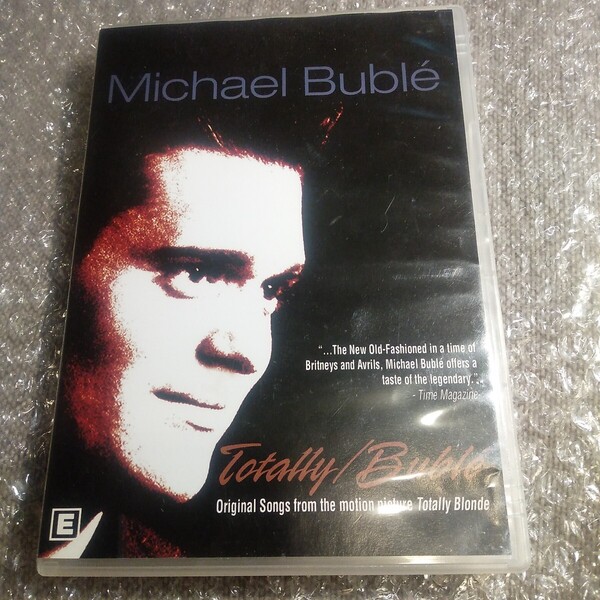 Michael Bublé
“...The New Old-Fashioned in a time of
Britneys and Avrils, Michael Bublé offers a
taste of the legendary.”
- Time Magazine-
Totally/Bublé
Original Songs from the motion picture Totally Blonde
E